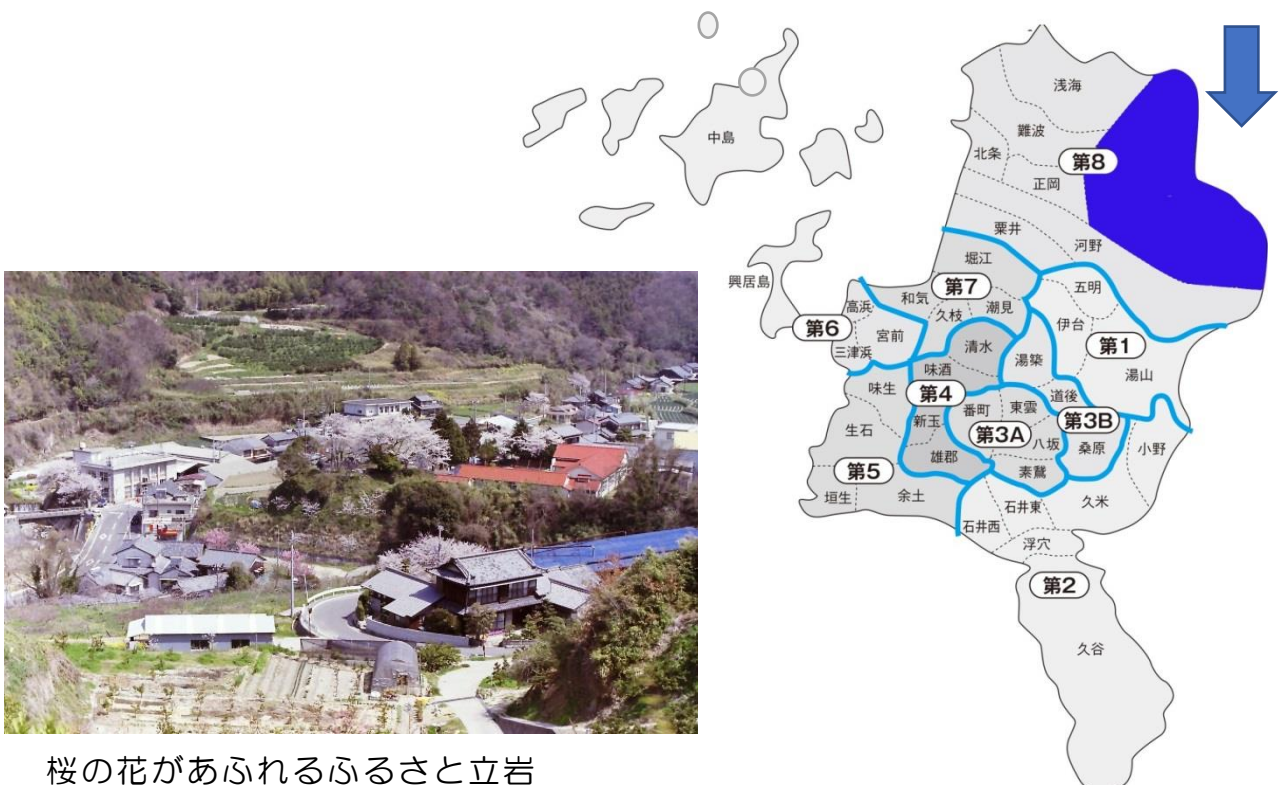 浅海
難波
中島
北条
第8
正岡
粟井
河野
堀江
興居島
五明
第7
和気
高浜
久枝
潮見
伊台
第6
宮前
三津浜
清水
湯築
第1
味酒
湯山
味生
第4
道後
番町
東雲
新玉
第3B
生石
第3A
八坂
桑原
小野
雄郡
素鵞
第5
垣生
余土
久米
石井東
石井西
浮穴
第2
久谷
桜の花があふれるふるさと立岩